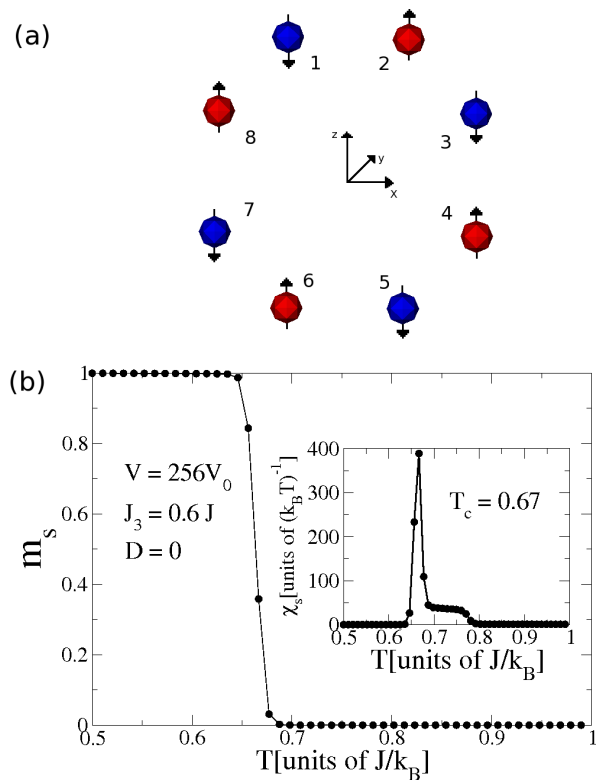 (a)
1
2
8
3
z
y
x
7
4
6
5
(b)
1
0.8
0.6
0.4
0.2
0
m_s
V = 256V_0
J_3 = 0.6 J
D = 0
400
300
200
100
0
χ_s[units of (k_BT)^-1]
T_c = 0.67
0.5 0.6 0.7 0.8 0.9 1
T[units of J/k_B]
0.5 0.6 0.7 0.8 0.9 1
T[units of J/k_B]